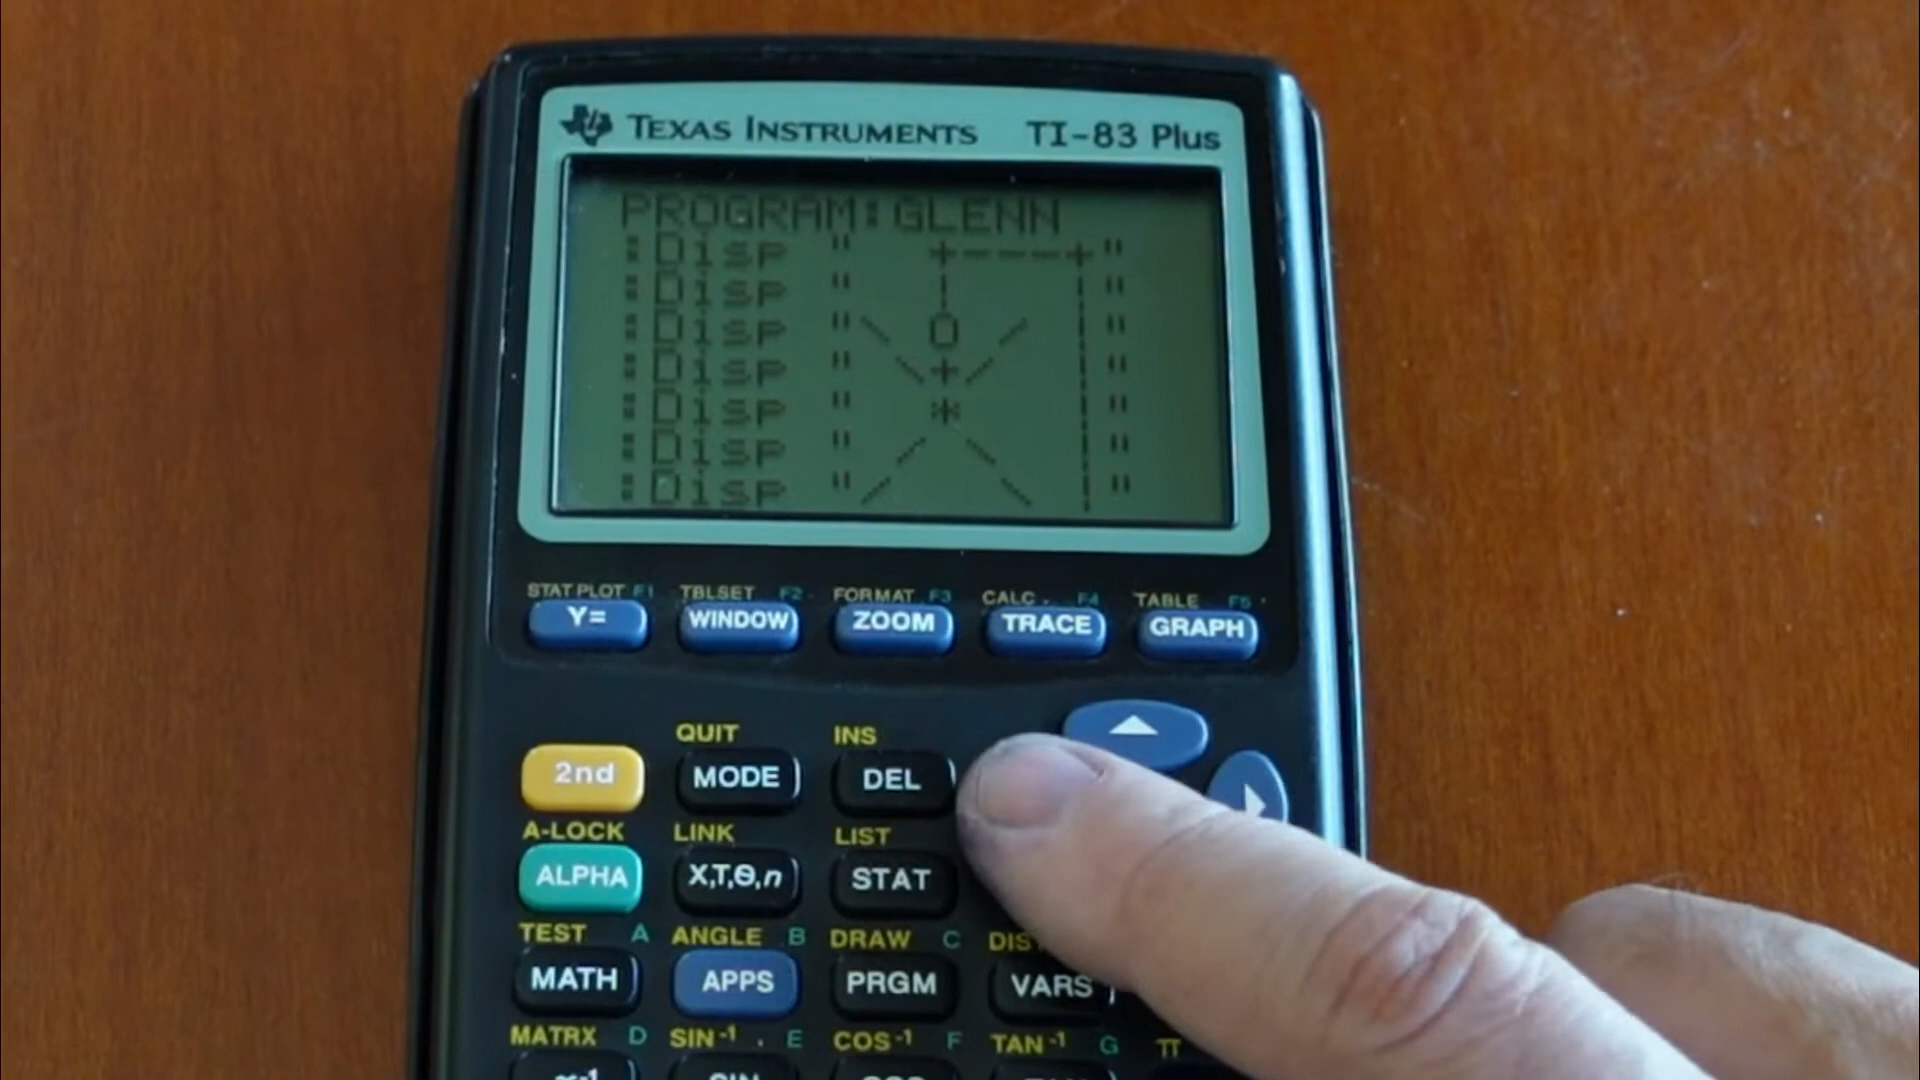 TEXAS INSTRUMENTS TI-83 Plus
PROGRAM:GLENN
:Disp "   +----+"
:Disp "   |    |"
:Disp " \ O /  |"
:Disp "  \+/   |"
:Disp "   *    |"
:Disp "  / \   |"
:Disp " /   \  |"
STAT PLOT F1 TBLSET F2 FORMAT F3 CALC F4 TABLE F5
Y= WINDOW ZOOM TRACE GRAPH
QUIT INS
2nd MODE DEL
A-LOCK LINK LIST
ALPHA X,T,Θ,n STAT
TEST A ANGLE B DRAW C
MATH APPS PRGM VARS
MATRX D SIN⁻¹ E COS⁻¹ F TAN⁻¹ G π